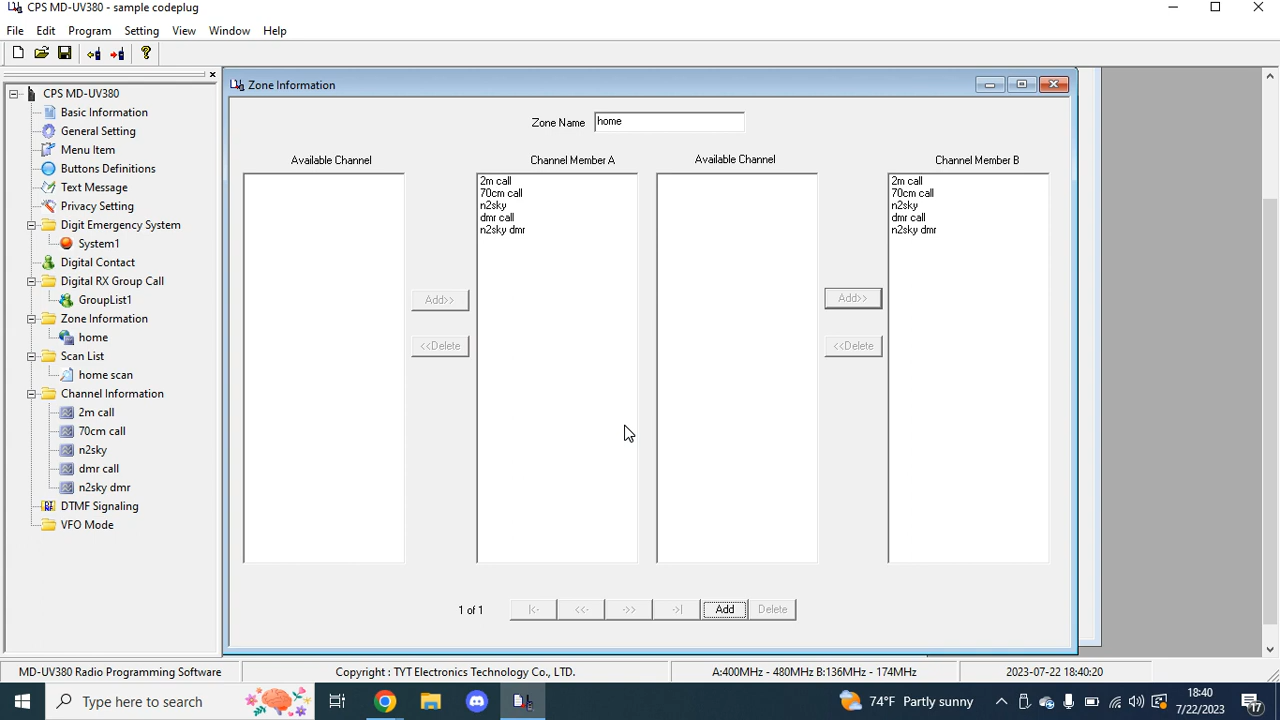 CPS MD-UV380 - sample codeplug
File Edit Program Setting View Window Help
CPS MD-UV380
Basic Information
General Setting
Menu Item
Buttons Definitions
Text Message
Privacy Setting
Digit Emergency System
System1
Digital Contact
Digital RX Group Call
GroupList1
Zone Information
home
Scan List
home scan
Channel Information
2m call
70cm call
n2sky
dmr call
n2sky dmr
DTMF Signaling
VFO Mode
Zone Information
Zone Name home
Available Channel Channel Member A Available Channel Channel Member B
2m call 2m call
70cm call 70cm call
n2sky n2sky
dmr call dmr call
n2sky dmr n2sky dmr
Add>> Add>>
<<Delete <<Delete
1 of 1 |<- <<- ->> ->| Add Delete
MD-UV380 Radio Programming Software Copyright : TYT Electronics Technology Co., LTD. A:400MHz - 480MHz B:136MHz - 174MHz 2023-07-22 18:40:20
Type here to search 74°F Partly sunny 18:40
7/22/2023 17